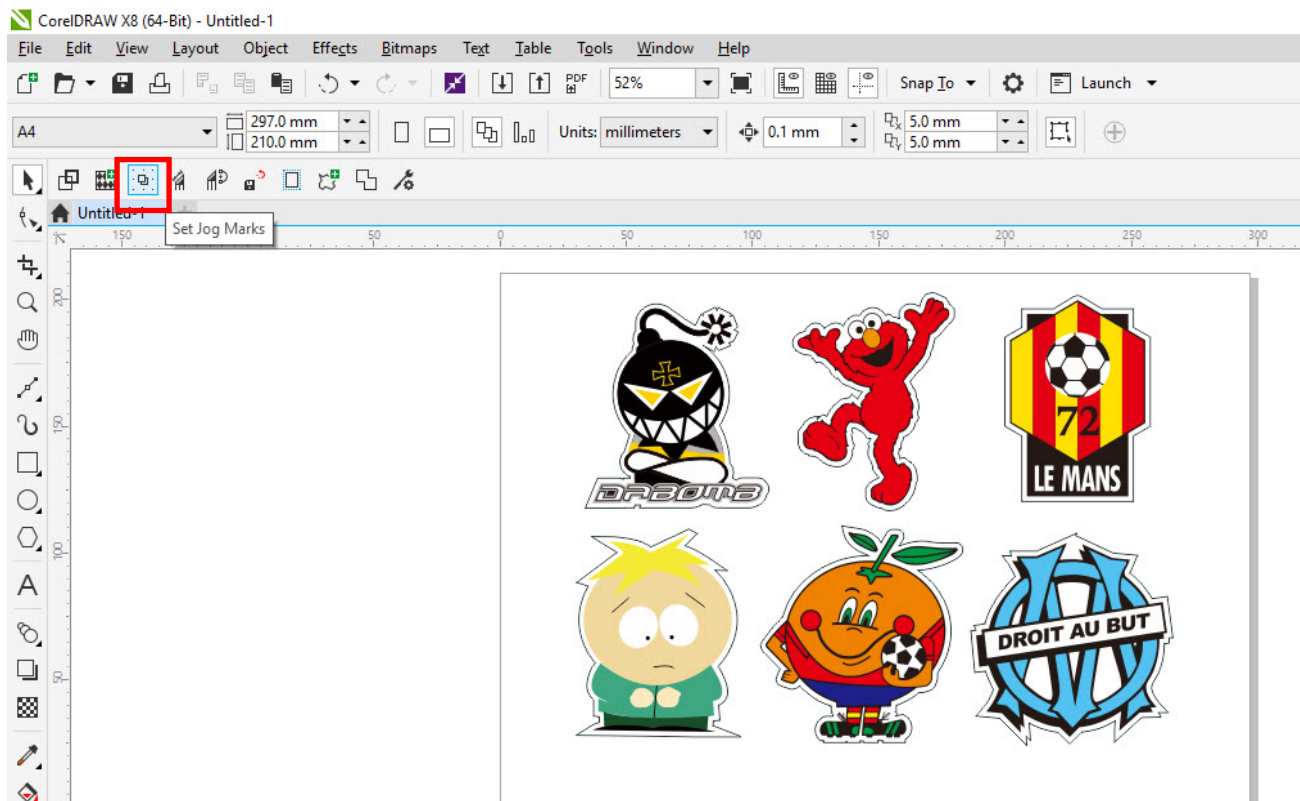 CorelDRAW X8 (64-Bit) - Untitled-1
File Edit View Layout Object Effects Bitmaps Text Table Tools Window Help
PDF 52% Snap To Launch
A4 297.0 mm 210.0 mm Units: millimeters 0.1 mm x 5.0 mm y 5.0 mm
Untitled-1
Set Jog Marks
150 50 0 50 100 150 200 250 300
200
150
100
50
A
DABOMB
72
LE MANS
DROIT AU BUT